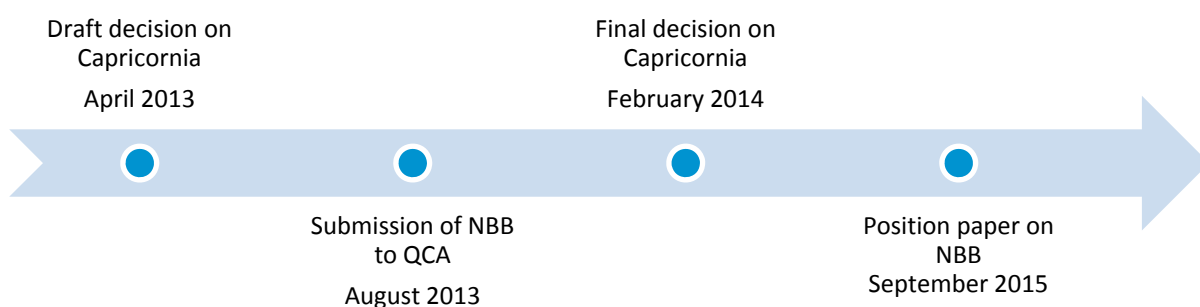 Draft decision on
Capricornia
April 2013
Submission of NBB
to QCA
August 2013
Final decision on
Capricornia
February 2014
Position paper on
NBB
September 2015